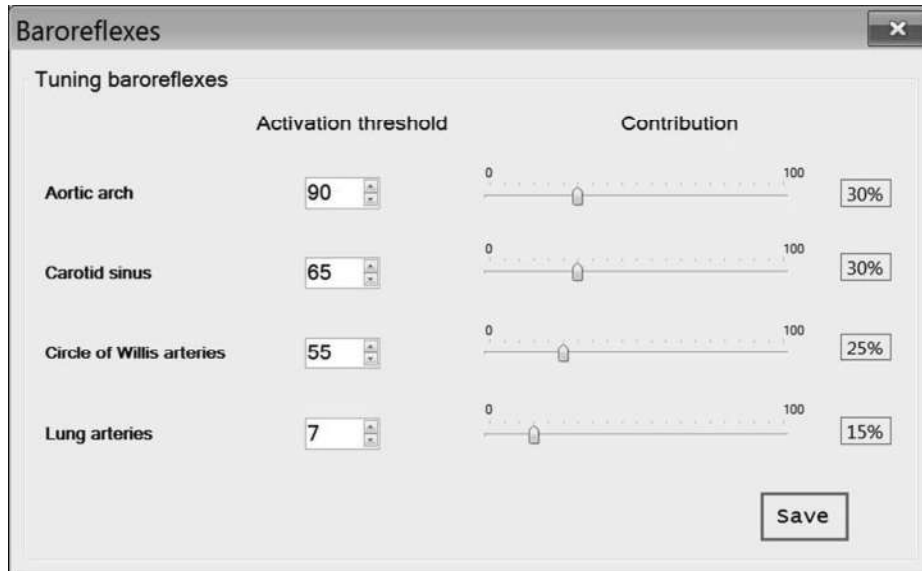 Baroreflexes
Tuning baroreflexes
Activation threshold Contribution
Aortic arch 90 0 100 30%
Carotid sinus 65 0 100 30%
Circle of Willis arteries 55 0 100 25%
Lung arteries 7 0 100 15%
Save